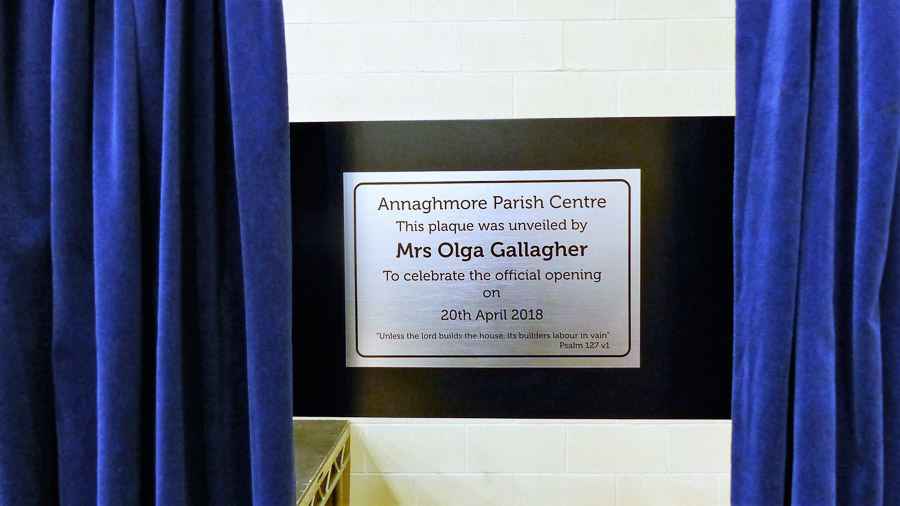 Annaghmore Parish Centre
This plaque was unveiled by
Mrs Olga Gallagher
To celebrate the official opening
on
20th April 2018
"Unless the lord builds the house, its builders labour in vain"
Psalm 127 v1